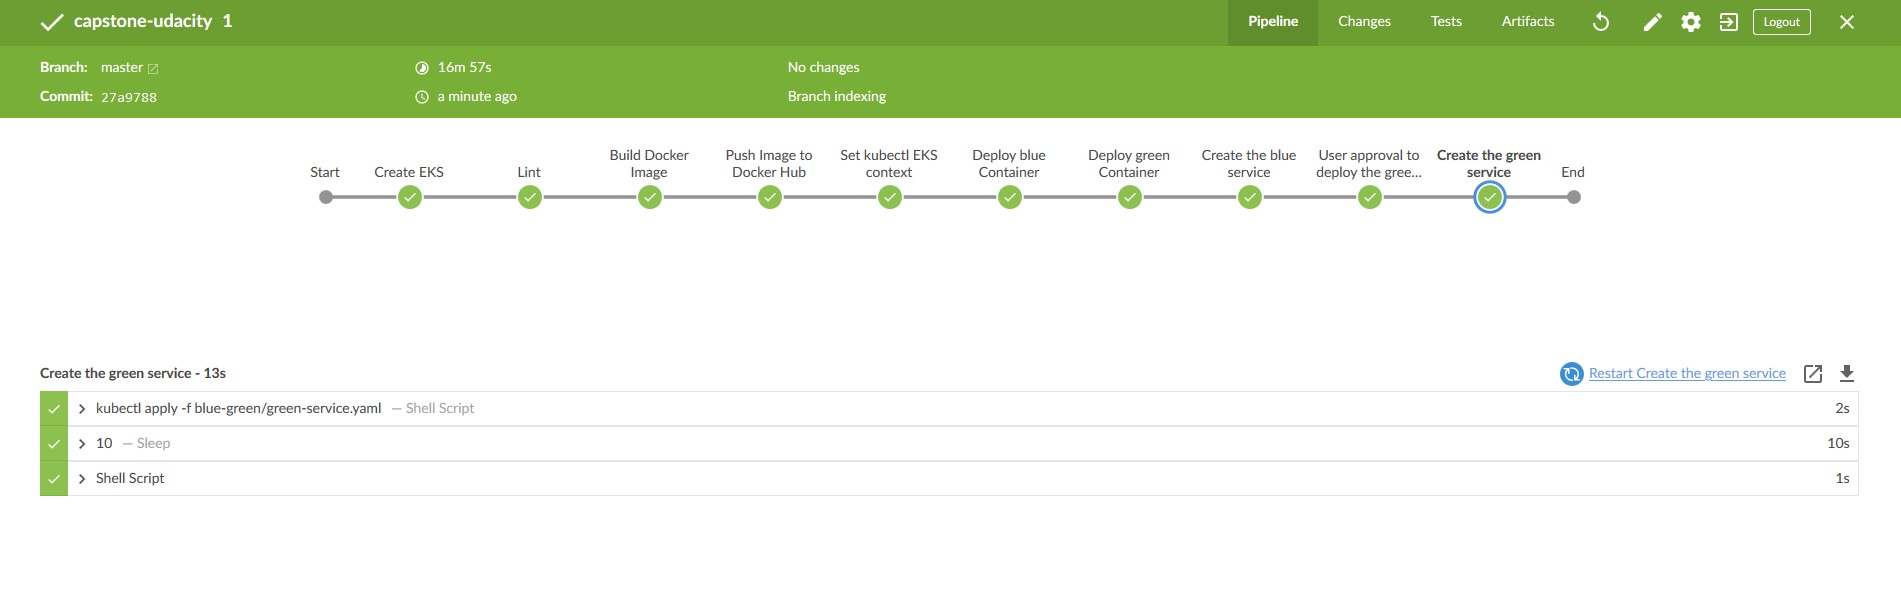 capstone-udacity 1
Pipeline
Changes
Tests
Artifacts
Logout
Branch: master
16m 57s
No changes
Commit: 27a9788
a minute ago
Branch indexing
Start
Create EKS
Lint
Build Docker
Image
Push Image to
Docker Hub
Set kubectl EKS
context
Deploy blue
Container
Deploy green
Container
Create the blue
service
User approval to
deploy the gree...
Create the green
service
End
Create the green service - 13s
Restart Create the green service
kubectl apply -f blue-green/green-service.yaml — Shell Script 2s
10 — Sleep 10s
Shell Script 1s